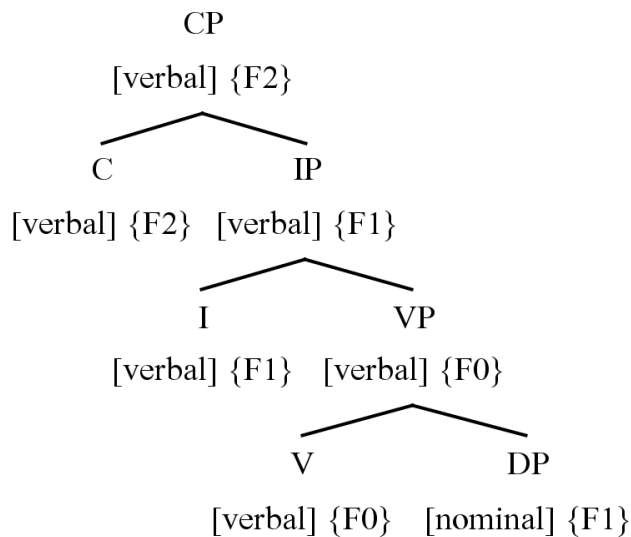 CP
[verbal] {F2}
C IP
[verbal] {F2} [verbal] {F1}
I VP
[verbal] {F1} [verbal] {F0}
V DP
[verbal] {F0} [nominal] {F1}